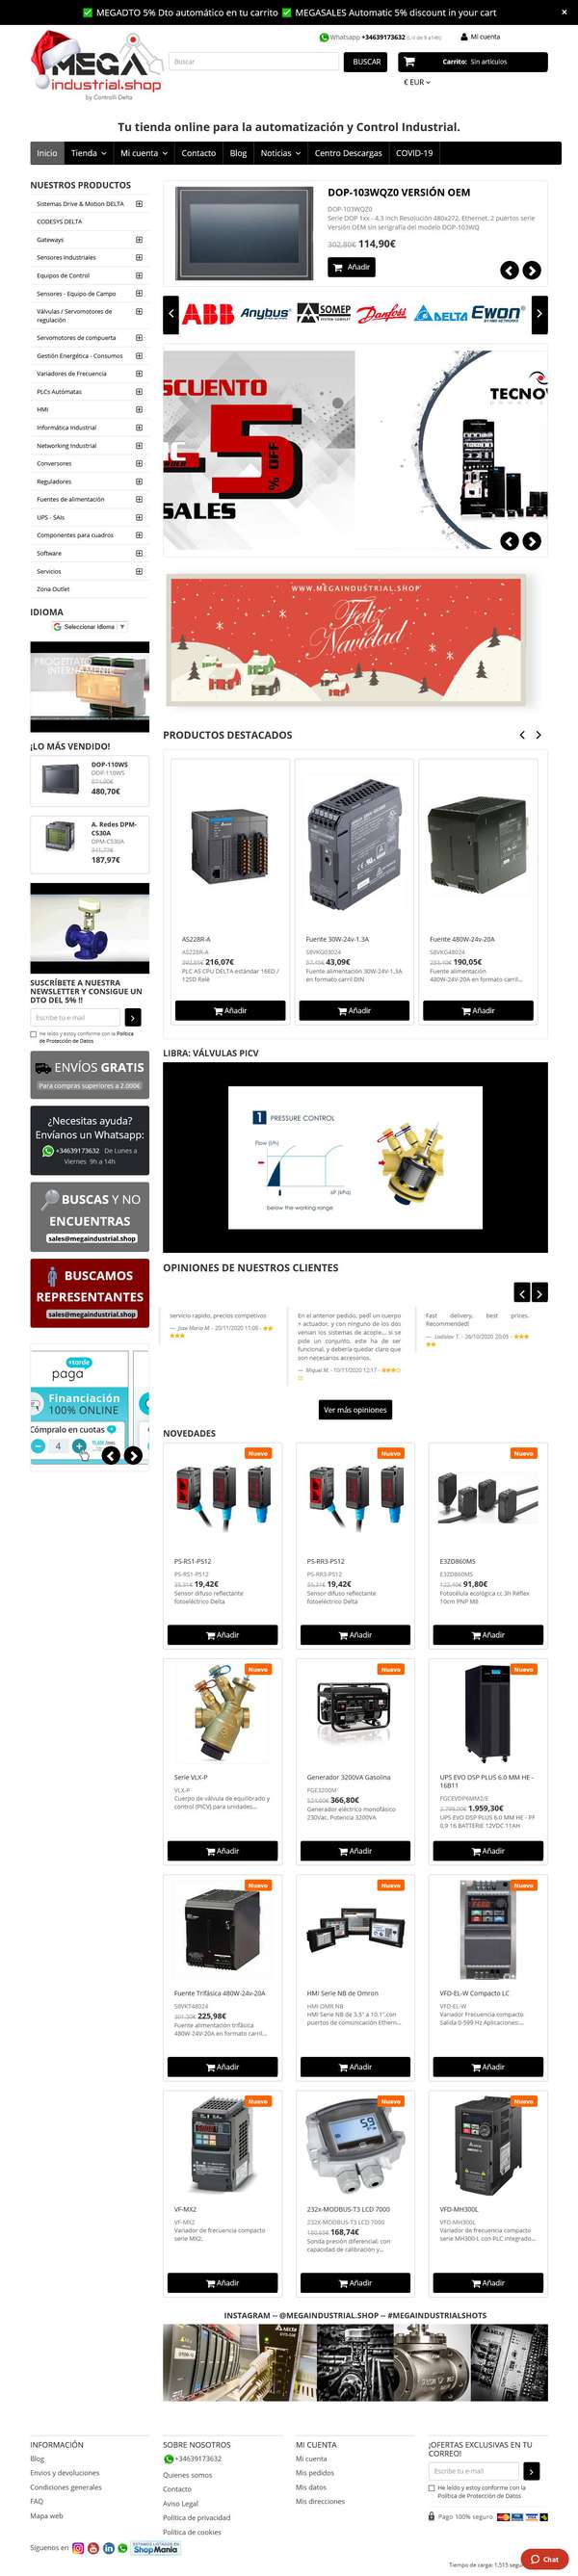 ✅ MEGADTO 5% Dto automático en tu carrito ✅ MEGASALES Automatic 5% discount in your cart ×
Whatsapp +34639173632
Mi cuenta
MEGA
industrial.shop
by Controlli Delta
Buscar
BUSCAR
Carrito: Sin artículos
€ EUR
Tu tienda online para la automatización y Control Industrial.
Inicio Tienda Mi cuenta Contacto Blog Noticias Centro Descargas COVID-19
NUESTROS PRODUCTOS
Sistemas Drive & Motion DELTA
CODESYS DELTA
Gateways
Sensores Industriales
Equipos de Control
Sensores - Equipo de Campo
Válvulas / Servomotores de
regulación
Servomotores de compuerta
Gestión Energética - Consumos
Variadores de Frecuencia
PLCs Autómatas
HMI
Informática Industrial
Networking Industrial
Conversores
Reguladores
Fuentes de alimentación
UPS - SAIs
Componentes para cuadros
Software
Servicios
Zona Outlet
IDIOMA
G Seleccionar idioma ▼
PROGETTATO
INTERNAMENTE
¡LO MÁS VENDIDO!
DOP-110WS
DOP-110WS
480,70€
A. Redes DPM-
C530A
DPM-C530A
187,97€
SUSCRÍBETE A NUESTRA
NEWSLETTER Y CONSIGUE UN
DTO DEL 5% !!
Escribe tu e-mail
He leído y estoy conforme con la Política
de Protección de Datos
ENVÍOS GRATIS
Para compras superiores a 2.000€
¿Necesitas ayuda?
Envíanos un Whatsapp:
+34639173632 De Lunes a
Viernes 9h a 14h
BUSCAS Y NO
ENCUENTRAS
sales@megaindustrial.shop
BUSCAMOS
REPRESENTANTES
sales@megaindustrial.shop
+torde
paga
Financiación
100% ONLINE
Cómpralo en cuotas
4
DOP-103WQZ0 VERSIÓN OEM
DOP-103WQZ0
Serie DOP 1xx - 4,3 inch Resolución 480x272, Ethernet, 2 puertos serie
Versión OEM sin serigrafía del modelo DOP-103WQ
302,80€ 114,90€
Añadir
ABB Anybus SOMEP Danfoss DELTA Ewon
SCUENTO
5
% OFF
SALES
TECNO
WWW.MEGAINDUSTRIAL.SHOP
Feliz
Navidad
PRODUCTOS DESTACADOS
AS228R-A
AS228R-A
216,07€
PLC AS CPU DELTA estándar 16ED /
12SD Relé
Añadir
Fuente 30W-24v-1.3A
S8VKG03024
43,09€
Fuente alimentación 30W-24V-1,3A
en formato carril DIN
Añadir
Fuente 480W-24v-20A
S8VKG48024
190,05€
Fuente alimentación
480W-24V-20A en formato carril...
Añadir
LIBRA: VÁLVULAS PICV
1 PRESSURE CONTROL
Flow (l/h)
ΔP (kPa)
below the working range
OPINIONES DE NUESTROS CLIENTES
servicio rapido, precios competitivos
— Jose Maria M. - 20/11/2020 11:06 -
En el anterior pedido, pedí un cuerpo
+ actuador, y con ninguno de los dos
venian los sistemas de acople... si se
pide un conjunto, este ha de ser
funcional, y debería quedar claro que
son necesarios accesorios.
— Miquel M. - 10/11/2020 12:17 -
Fast delivery, best prices.
Recommended!
— Ladislav T. - 26/10/2020 20:05 -
Ver más opiniones
NOVEDADES
Nuevo
PS-RS1-PS12
PS-RS1-PS12
19,42€
Sensor difuso reflectante
fotoeléctrico Delta
Añadir
Nuevo
PS-RR3-PS12
PS-RR3-PS12
19,42€
Sensor difuso reflectante
fotoeléctrico Delta
Añadir
Nuevo
E3ZD860MS
E3ZD860MS
91,80€
Fotocélula ecológica cc 3h Réflex
10cm PNP M8
Añadir
Nuevo
Serie VLX-P
VLX-P
Cuerpo de válvula de equilibrado y
control (PICV) para unidades...
Añadir
Nuevo
Generador 3200VA Gasolina
FGE3200M
524,00€ 366,80€
Generador eléctrico monofásico
230Vac. Potencia 3200VA
Añadir
Nuevo
UPS EVO DSP PLUS 6.0 MM HE -
16B11
FGCEVDP6MM2/E
2.799,00€ 1.959,30€
UPS EVO DSP PLUS 6.0 MM HE - PF
0,9 16 BATTERIE 12VDC 11AH
Añadir
Nuevo
Fuente Trifásica 480W-24v-20A
S8VKT48024
225,98€
Fuente alimentación trifásica
480W-24V-20A en formato carril...
Añadir
Nuevo
HMI Serie NB de Omron
HMI OMR NB
HMI Serie NB de 3.5" a 10.1",con
puertos de comunicación Ethern...
Añadir
Nuevo
VFD-EL-W Compacto LC
VFD-EL-W
Variador Frecuencia compacto
Salida 0-599 Hz Aplicaciones:...
Añadir
Nuevo
VF-MX2
VF-MX2
Variador de frecuencia compacto
serie MX2.
Añadir
Nuevo
232x-MODBUS-T3 LCD 7000
232X-MODBUS-T3 LCD 7000
168,74€
Sonda presión diferencial, con
capacidad de calibración y...
Añadir
Nuevo
VFD-MH300L
VFD-MH300L
Variador de frecuencia compacto
serie MH300-L con PLC integrado...
Añadir
INSTAGRAM -- @MEGAINDUSTRIAL.SHOP -- #MEGAINDUSTRIALSHOTS
INFORMACIÓN
Blog
Envios y devoluciones
Condiciones generales
FAQ
Mapa web
SOBRE NOSOTROS
+34639173632
Quienes somos
Contacto
Aviso Legal
Política de privacidad
Política de cookies
MI CUENTA
Mi cuenta
Mis pedidos
Mis datos
Mis direcciones
¡OFERTAS EXCLUSIVAS EN TU
CORREO!
Escribe tu e-mail
He leído y estoy conforme con la
Política de Protección de Datos
Pago 100% seguro
Síguenos en
ESTAMOS LISTADOS EN
ShopMania
Tiempo de carga: 1.515
Chat